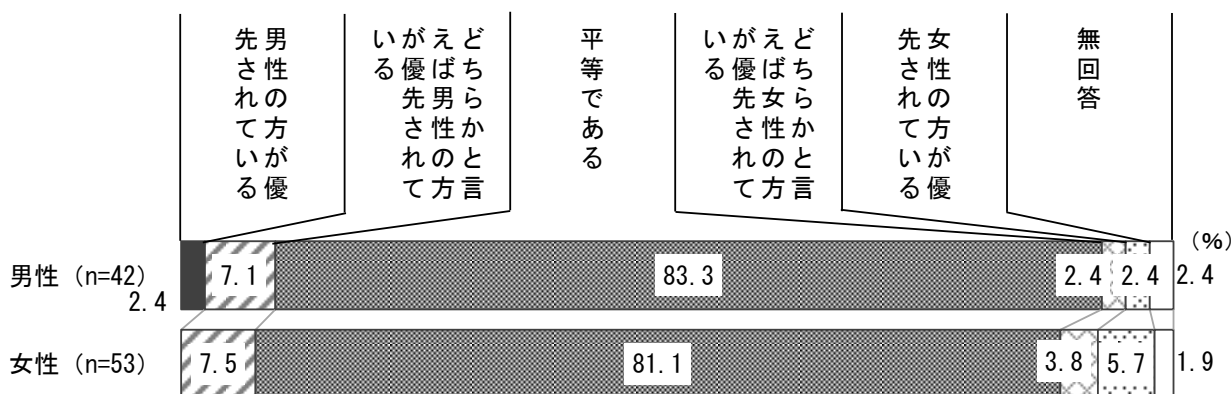 男性の方が優
先されている
どちらかと言
えば男性の方
が優先されて
いる
平等である
どちらかと言
えば女性の方
が優先されて
いる
女性の方が優
先されている
無回答
（%）
男性（n=42）
2.4
7.1
83.3
2.4
2.4
2.4
女性（n=53）
7.5
81.1
3.8
5.7
1.9